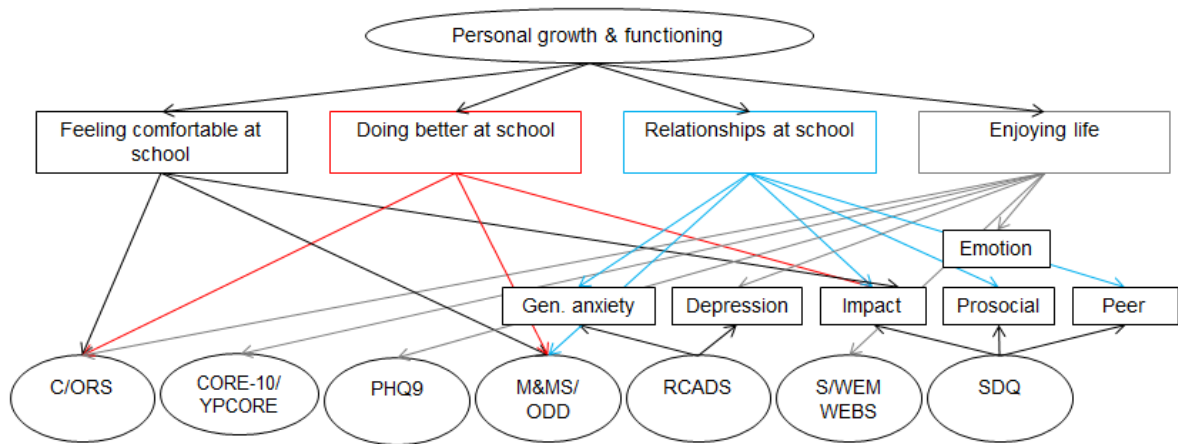 Personal growth & functioning
Feeling comfortable at
school
Doing better at school
Relationships at school
Enjoying life
Emotion
Gen. anxiety
Depression
Impact
Prosocial
Peer
C/ORS
CORE-10/
YPCORE
PHQ9
M&MS/
ODD
RCADS
S/WEM
WEBS
SDQ